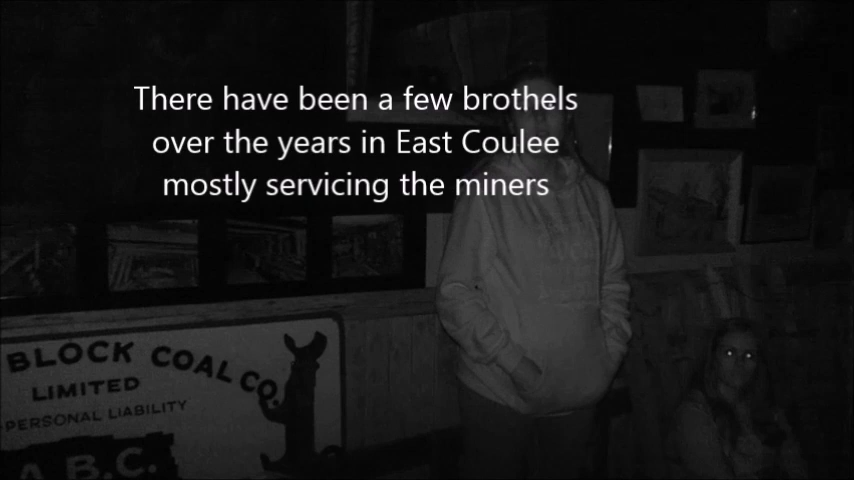 There have been a few brothels
over the years in East Coulee
mostly servicing the miners
BLOCK COAL CO.
LIMITED
-PERSONAL LIABILITY
A.B.C.